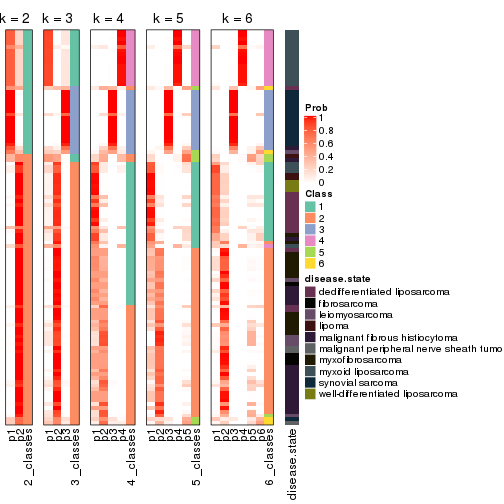 k = 2 k = 3 k = 4 k = 5 k = 6
Prob
1
0.8
0.6
0.4
0.2
0
Class
1
2
3
4
5
6
disease.state
dedifferentiated liposarcoma
fibrosarcoma
leiomyosarcoma
lipoma
malignant fibrous histiocytoma
malignant peripheral nerve sheath tumo
myxofibrosarcoma
myxoid liposarcoma
synovial sarcoma
well-differentiated liposarcoma
p1 p2 2_classes p1 p2 p3 3_classes p1 p2 p3 p4 4_classes p1 p2 p3 p4 p5 5_classes p1 p2 p3 p4 p5 p6 6_classes disease.state